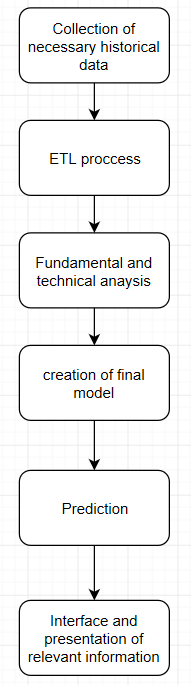 Collection of
necessary historical
data
ETL proccess
Fundamental and
technical anaysis
creation of final
model
Prediction
Interface and
presentation of
relevant information